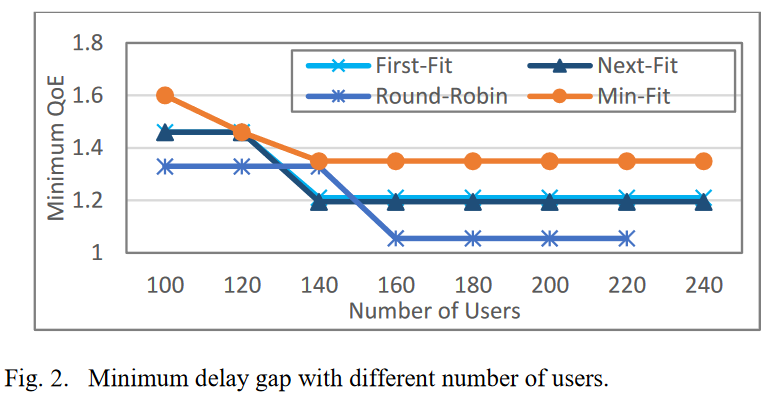 1.8
1.6
1.4
1.2
1
Minimum QoE
First-Fit
Next-Fit
Round-Robin
Min-Fit
100 120 140 160 180 200 220 240
Number of Users
Fig. 2. Minimum delay gap with different number of users.